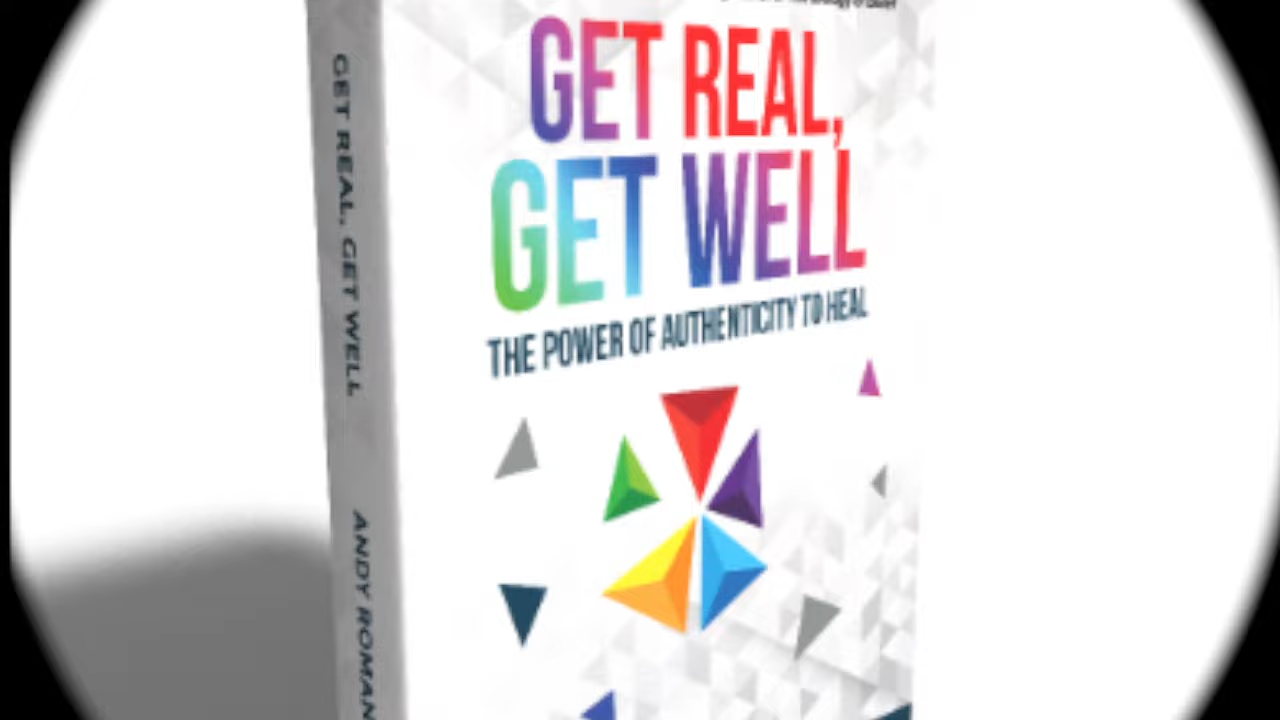 GET REAL,
GET WELL
THE POWER OF AUTHENTICITY TO HEAL
GET REAL, GET WELL
ANDY ROMAN